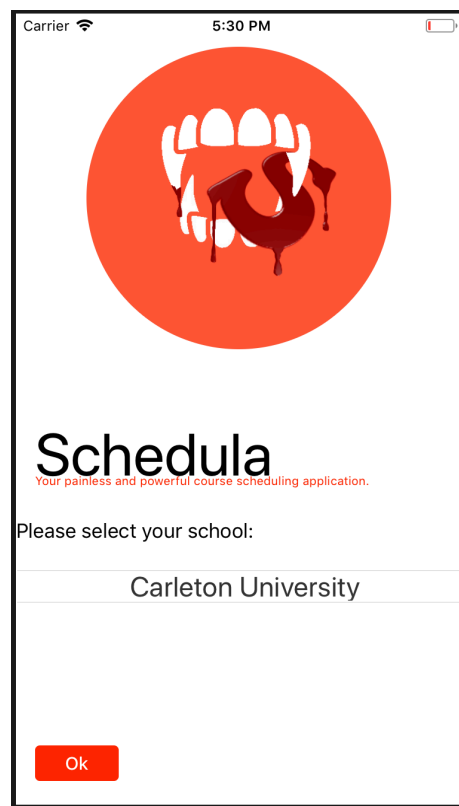 Carrier 5:30 PM
Schedula
Your painless and powerful course scheduling application.
Please select your school:
Carleton University
Ok